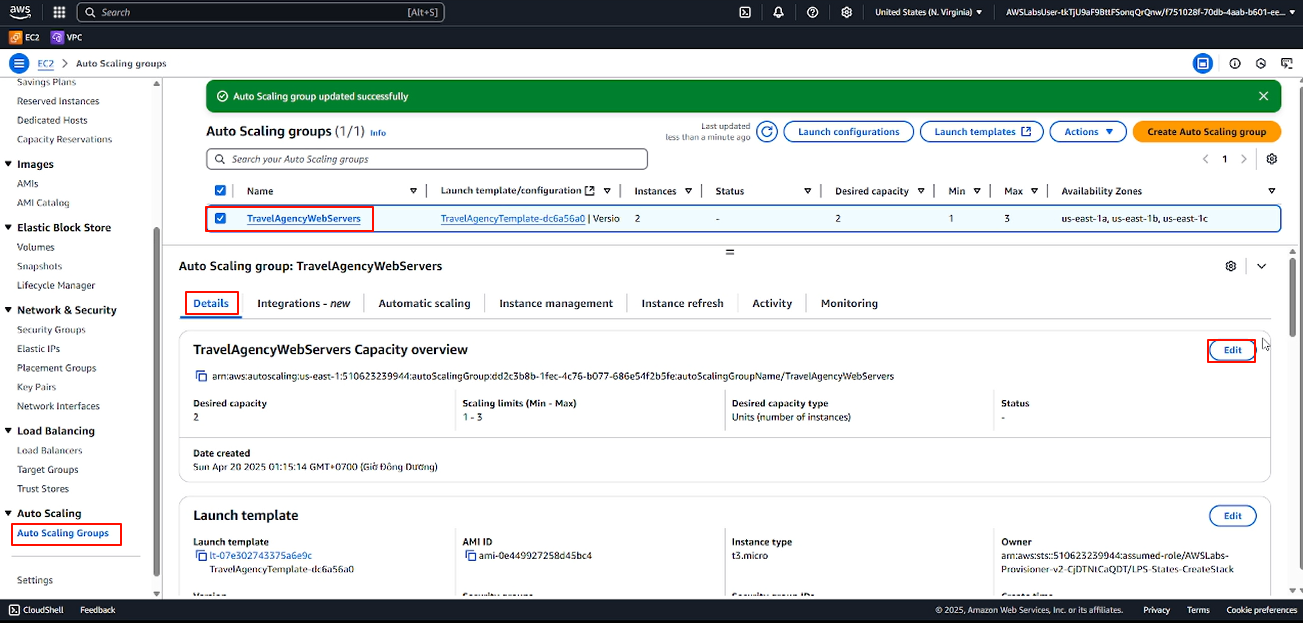 aws Search [Alt+S] United States (N. Virginia) AWSLabsUser-tkTjU9aF9BttFSonqQrQnw/f751028f-70db-4aab-b601-ee...
EC2 VPC
EC2 > Auto Scaling groups
Savings Plans
Reserved Instances
Dedicated Hosts
Capacity Reservations
Images
AMIs
AMI Catalog
Elastic Block Store
Volumes
Snapshots
Lifecycle Manager
Network & Security
Security Groups
Elastic IPs
Placement Groups
Key Pairs
Network Interfaces
Load Balancing
Load Balancers
Target Groups
Trust Stores
Auto Scaling
Auto Scaling Groups
Settings
Auto Scaling group updated successfully
Auto Scaling groups (1/1) Info
Last updated
less than a minute ago
Launch configurations Launch templates Actions Create Auto Scaling group
Search your Auto Scaling groups
1
Name Launch template/configuration Instances Status Desired capacity Min Max Availability Zones
TravelAgencyWebServers TravelAgencyTemplate-dc6a56a0 | Versio 2 - 2 1 3 us-east-1a, us-east-1b, us-east-1c
Auto Scaling group: TravelAgencyWebServers
Details Integrations - new Automatic scaling Instance management Instance refresh Activity Monitoring
TravelAgencyWebServers Capacity overview Edit
arn:aws:autoscaling:us-east-1:510623239944:autoScalingGroup:dd2c3b8b-1fec-4c76-b077-686e54f2b5fe:autoScalingGroupName/TravelAgencyWebServers
Desired capacity Scaling limits (Min - Max) Desired capacity type Status
2 1 - 3 Units (number of instances) -
Date created
Sun Apr 20 2025 01:15:14 GMT+0700 (Giờ Đông Dương)
Launch template Edit
Launch template AMI ID Instance type Owner
lt-07e302743375a6e9c ami-0e449927258d45bc4 t3.micro arn:aws:sts::510623239944:assumed-role/AWSLabs-
TravelAgencyTemplate-dc6a56a0 Provisioner-v2-CjDTNtCaQDT/LPS-States-CreateStack
Version Security groups Security group IDs Create time
CloudShell Feedback © 2025, Amazon Web Services, Inc. or its affiliates. Privacy Terms Cookie preferences